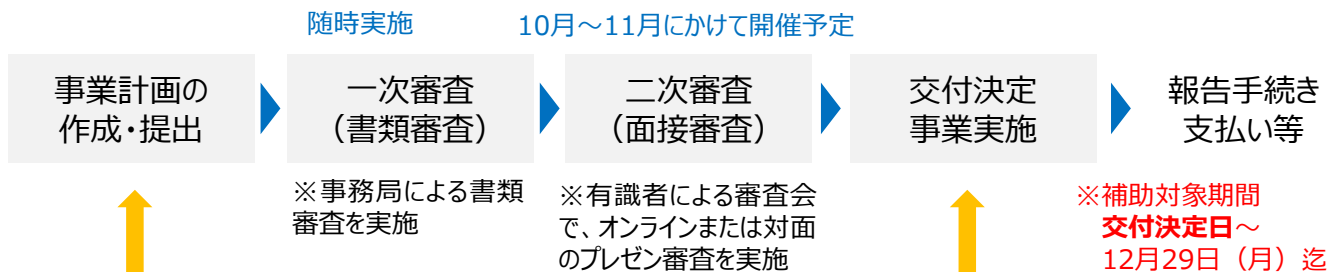 随時実施
10月～11月にかけて開催予定
事業計画の
作成・提出
一次審査
（書類審査）
二次審査
（面接審査）
交付決定
事業実施
報告手続き
支払い等
※事務局による書類
審査を実施
※有識者による審査会
で、オンラインまたは対面
のプレゼン審査を実施
※補助対象期間
交付決定日～
12月29日（月）迄